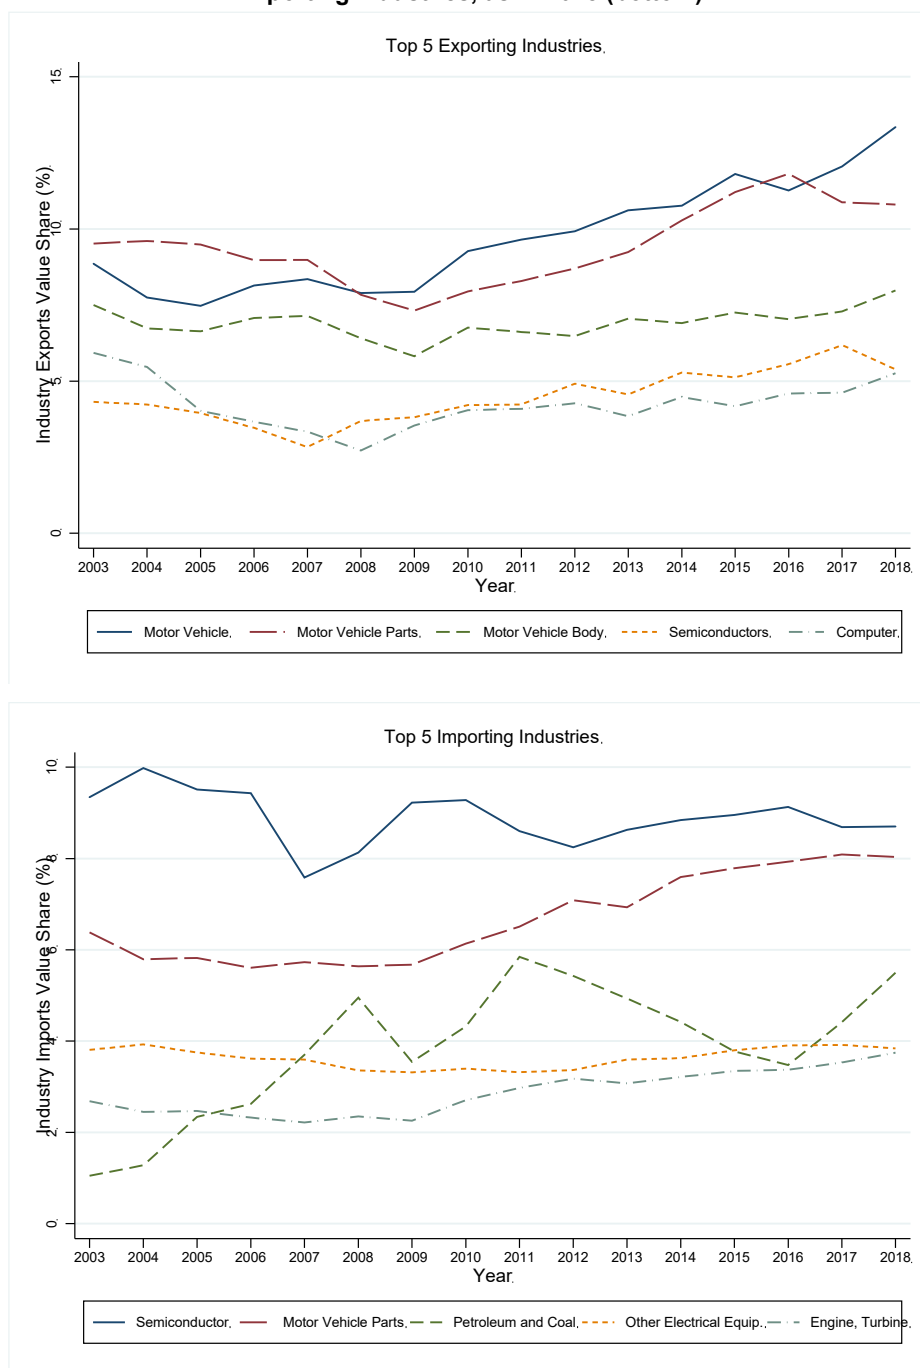 Top 5 Exporting Industries.
Industry Exports Value Share (%).
15.
10.
5.
0.
2003 2004 2005 2006 2007 2008 2009 2010 2011 2012 2013 2014 2015 2016 2017 2018.
Year.
Motor Vehicle. Motor Vehicle Parts. Motor Vehicle Body. Semiconductors. Computer.
Top 5 Importing Industries.
Industry Imports Value Share (%).
10.
8.
6.
4.
2.
0.
2003 2004 2005 2006 2007 2008 2009 2010 2011 2012 2013 2014 2015 2016 2017 2018.
Year.
Semiconductor. Motor Vehicle Parts. Petroleum and Coal. Other Electrical Equip.. Engine, Turbine.